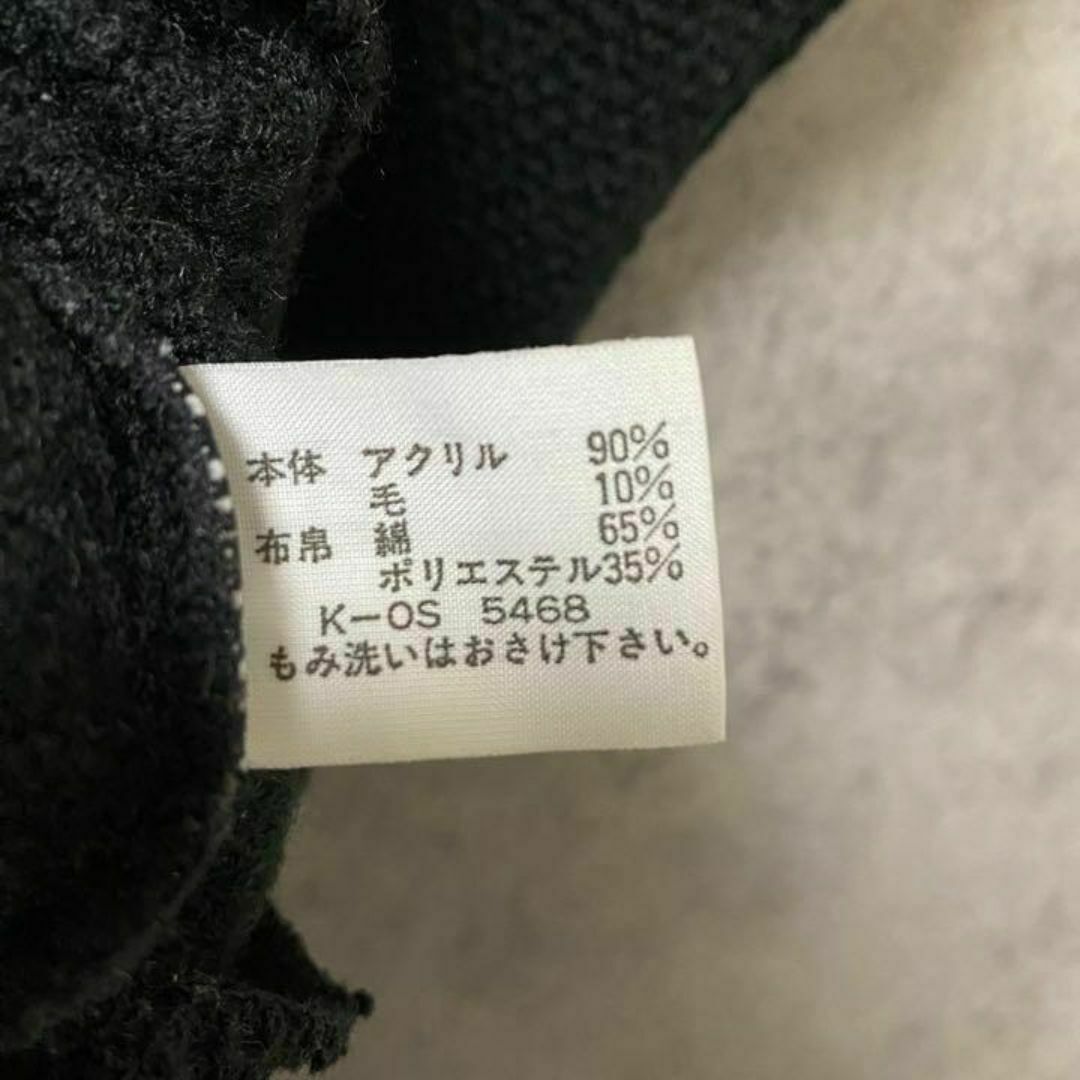 本体 アクリル 90%
毛 10%
布帛 綿 65%
ポリエステル35%
K-OS 5468
もみ洗いはおさけ下さい。